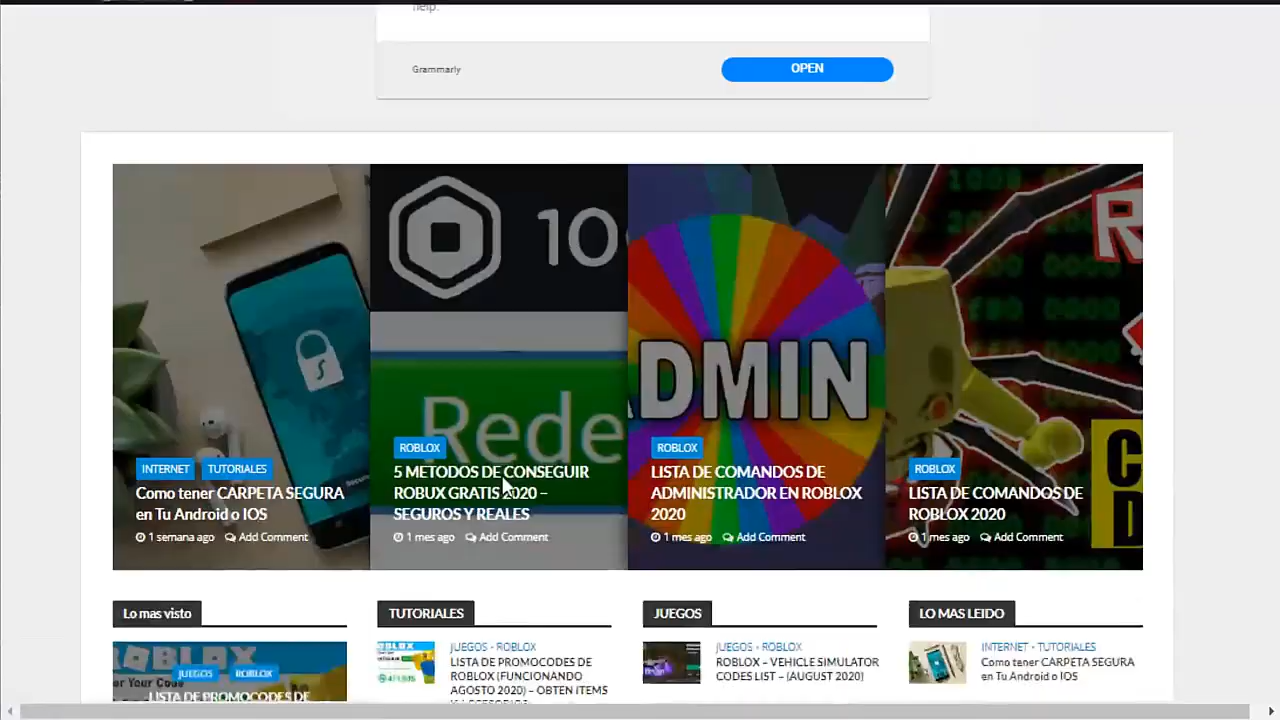 help.
Grammarly
OPEN
10
Rede
ADMIN
R
C
D
INTERNET TUTORIALES
Como tener CARPETA SEGURA
en Tu Android o IOS
1 semana ago Add Comment
ROBLOX
5 METODOS DE CONSEGUIR
ROBUX GRATIS 2020 –
SEGUROS Y REALES
1 mes ago Add Comment
ROBLOX
LISTA DE COMANDOS DE
ADMINISTRADOR EN ROBLOX
2020
1 mes ago Add Comment
ROBLOX
LISTA DE COMANDOS DE
ROBLOX 2020
1 mes ago Add Comment
Lo mas visto
JUEGOS ROBLOX
LISTA DE PROMOCODES DE
TUTORIALES
JUEGOS • ROBLOX
LISTA DE PROMOCODES DE
ROBLOX (FUNCIONANDO
AGOSTO 2020) – OBTEN ITEMS
JUEGOS
JUEGOS • ROBLOX
ROBLOX – VEHICLE SIMULATOR
CODES LIST – (AUGUST 2020)
LO MAS LEIDO
INTERNET • TUTORIALES
Como tener CARPETA SEGURA
en Tu Android o IOS